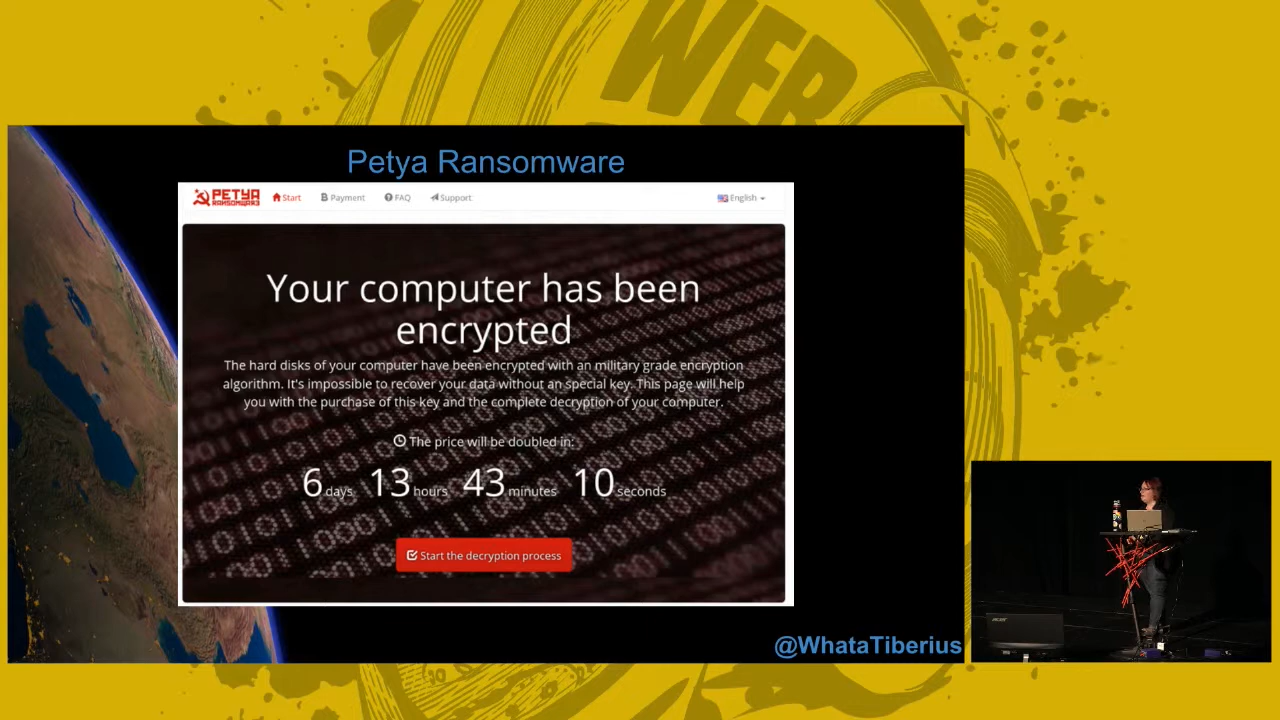 WEB
Petya Ransomware
PETYA
RANSOMWAR3
Start
Payment
FAQ
Support
English
Your computer has been
encrypted
The hard disks of your computer have been encrypted with an military grade encryption
algorithm. It's impossible to recover your data without an special key. This page will help
you with the purchase of this key and the complete decryption of your computer.
The price will be doubled in:
6 days 13 hours 43 minutes 10 seconds
Start the decryption process
@WhataTiberius
acer